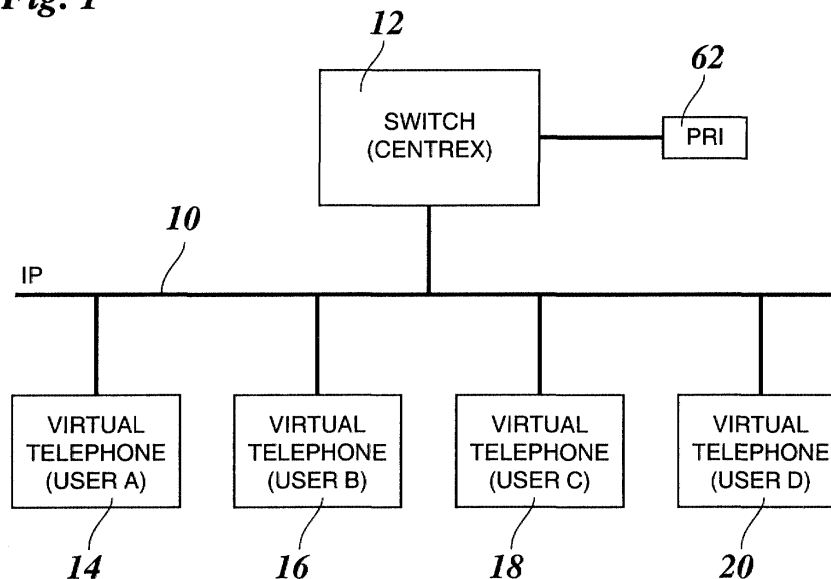 Fig. 1
12
62
SWITCH
(CENTREX)
PRI
10
IP
VIRTUAL
TELEPHONE
(USER A)
VIRTUAL
TELEPHONE
(USER B)
VIRTUAL
TELEPHONE
(USER C)
VIRTUAL
TELEPHONE
(USER D)
14
16
18
20